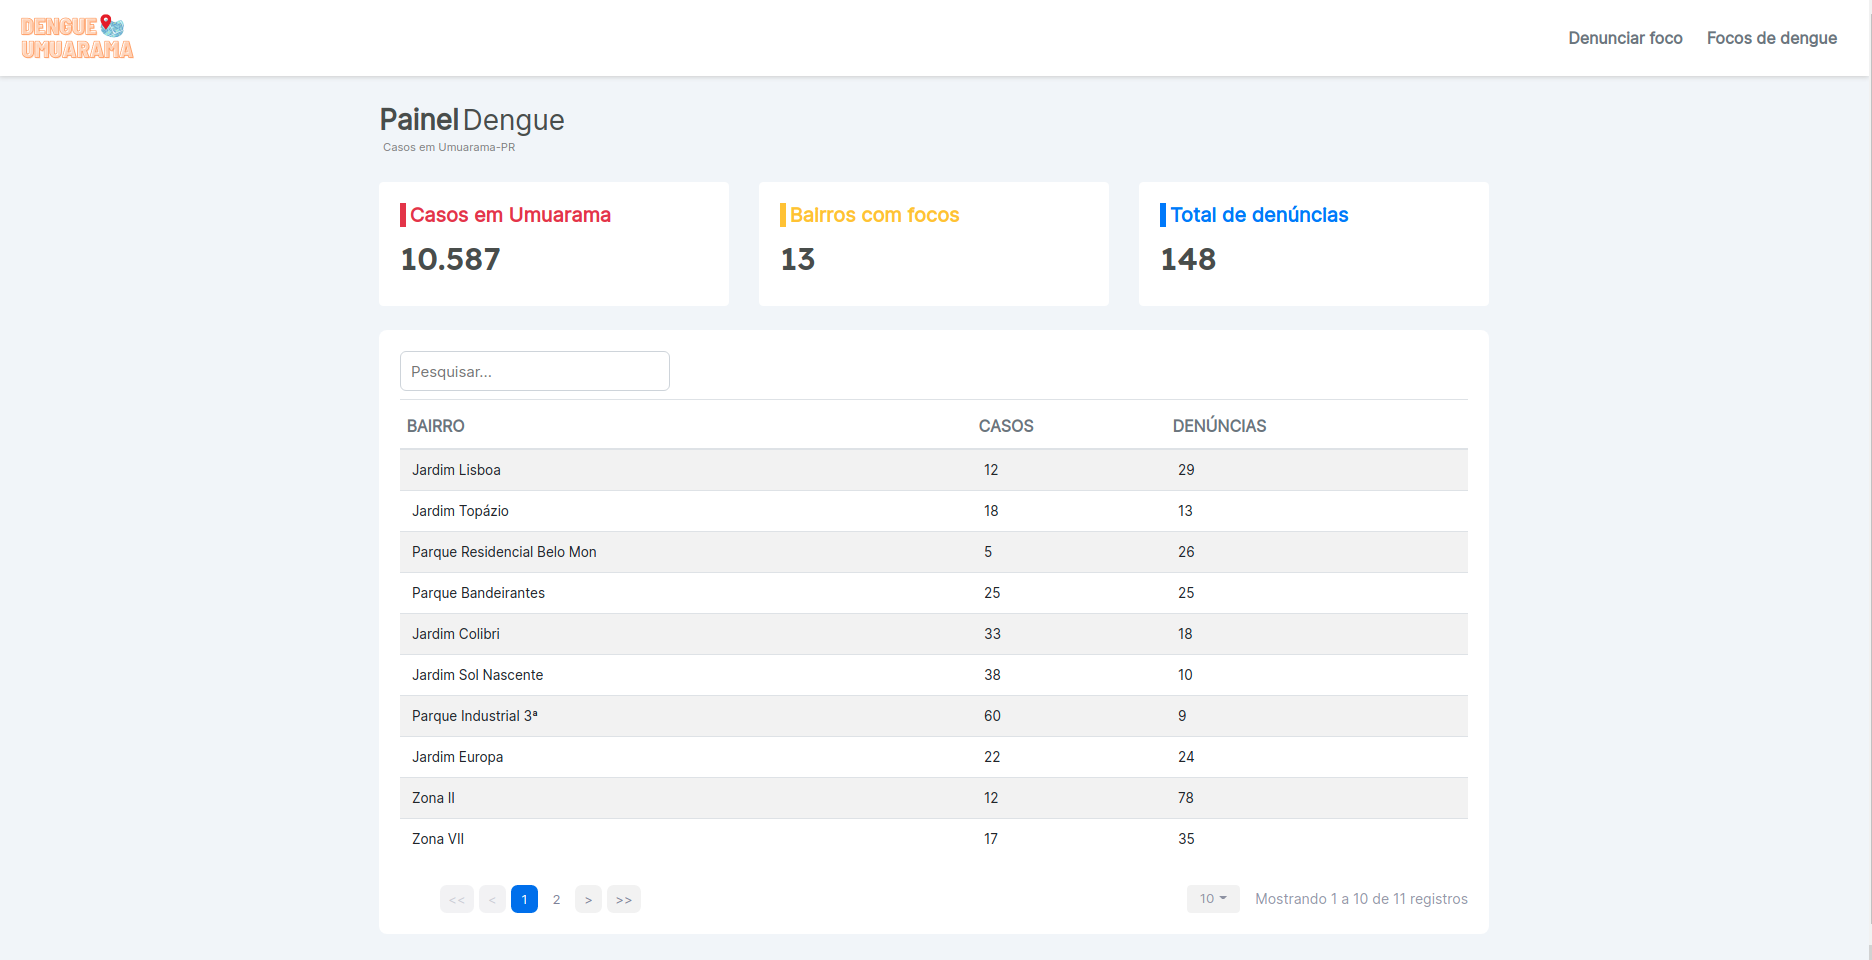 DENGUE
UMUARAMA
Denunciar foco Focos de dengue
Painel Dengue
Casos em Umuarama-PR
Casos em Umuarama
10.587
Bairros com focos
13
Total de denúncias
148
Pesquisar...
BAIRRO CASOS DENÚNCIAS
Jardim Lisboa 12 29
Jardim Topázio 18 13
Parque Residencial Belo Mon 5 26
Parque Bandeirantes 25 25
Jardim Colibri 33 18
Jardim Sol Nascente 38 10
Parque Industrial 3ª 60 9
Jardim Europa 22 24
Zona II 12 78
Zona VII 17 35
<< < 1 2 > >> 10 Mostrando 1 a 10 de 11 registros